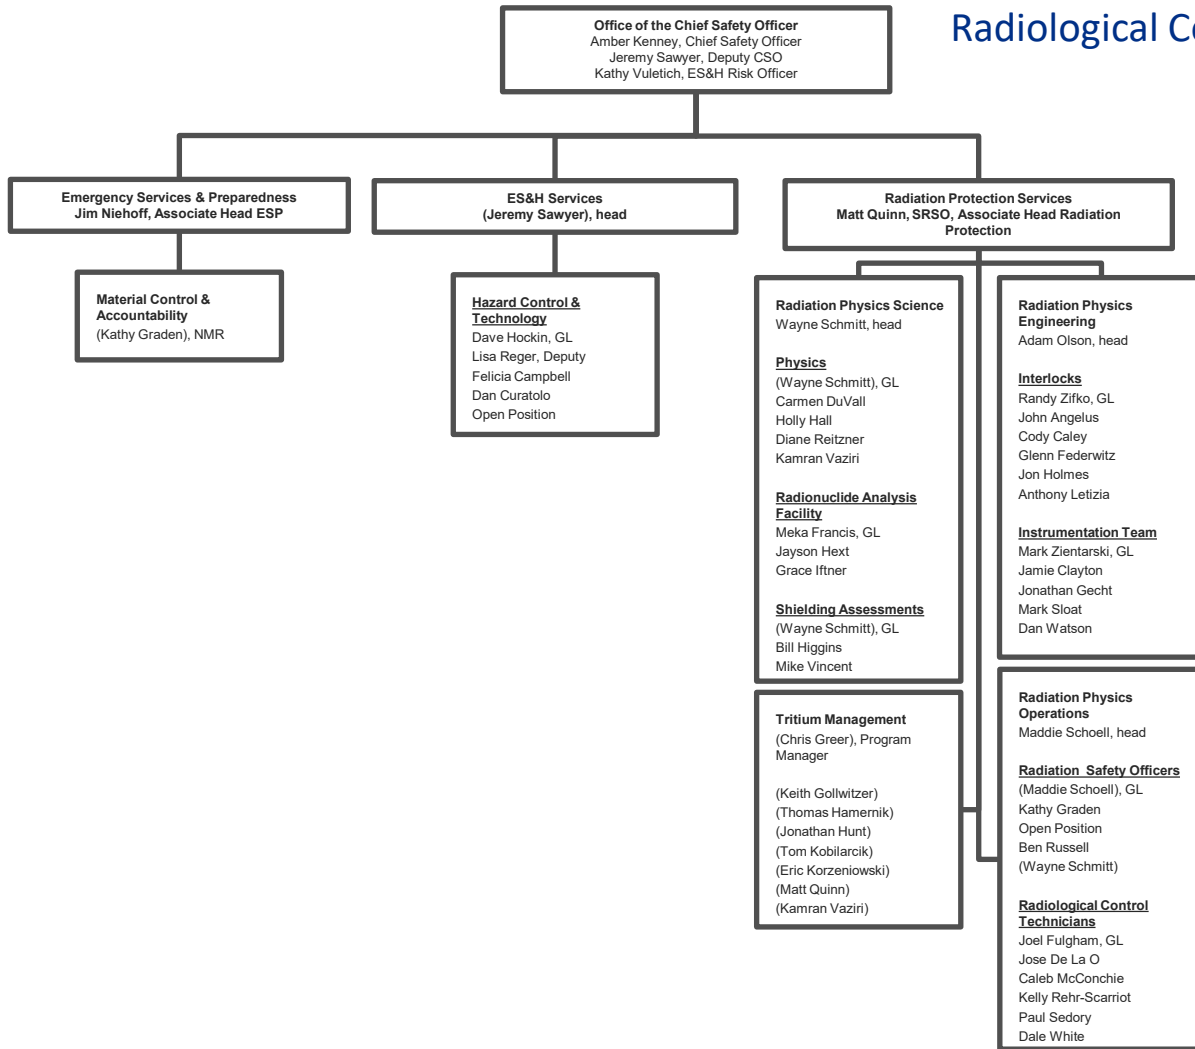 Radiological Co
Office of the Chief Safety Officer
Amber Kenney, Chief Safety Officer
Jeremy Sawyer, Deputy CSO
Kathy Vuletich, ES&H Risk Officer
Emergency Services & Preparedness
Jim Niehoff, Associate Head ESP
ES&H Services
(Jeremy Sawyer), head
Radiation Protection Services
Matt Quinn, SRSO, Associate Head Radiation
Protection
Material Control &
Accountability
(Kathy Graden), NMR
Hazard Control &
Technology
Dave Hockin, GL
Lisa Reger, Deputy
Felicia Campbell
Dan Curatolo
Open Position
Radiation Physics Science
Wayne Schmitt, head
Physics
(Wayne Schmitt), GL
Carmen DuVall
Holly Hall
Diane Reitzner
Kamran Vaziri
Radionuclide Analysis
Facility
Meka Francis, GL
Jayson Hext
Grace Iftner
Shielding Assessments
(Wayne Schmitt), GL
Bill Higgins
Mike Vincent
Radiation Physics
Engineering
Adam Olson, head
Interlocks
Randy Zifko, GL
John Angelus
Cody Caley
Glenn Federwitz
Jon Holmes
Anthony Letizia
Instrumentation Team
Mark Zientarski, GL
Jamie Clayton
Jonathan Gecht
Mark Sloat
Dan Watson
Tritium Management
(Chris Greer), Program
Manager
(Keith Gollwitzer)
(Thomas Hamernik)
(Jonathan Hunt)
(Tom Kobilarcik)
(Eric Korzeniowski)
(Matt Quinn)
(Kamran Vaziri)
Radiation Physics
Operations
Maddie Schoell, head
Radiation Safety Officers
(Maddie Schoell), GL
Kathy Graden
Open Position
Ben Russell
(Wayne Schmitt)
Radiological Control
Technicians
Joel Fulgham, GL
Jose De La O
Caleb McConchie
Kelly Rehr-Scarriot
Paul Sedory
Dale White